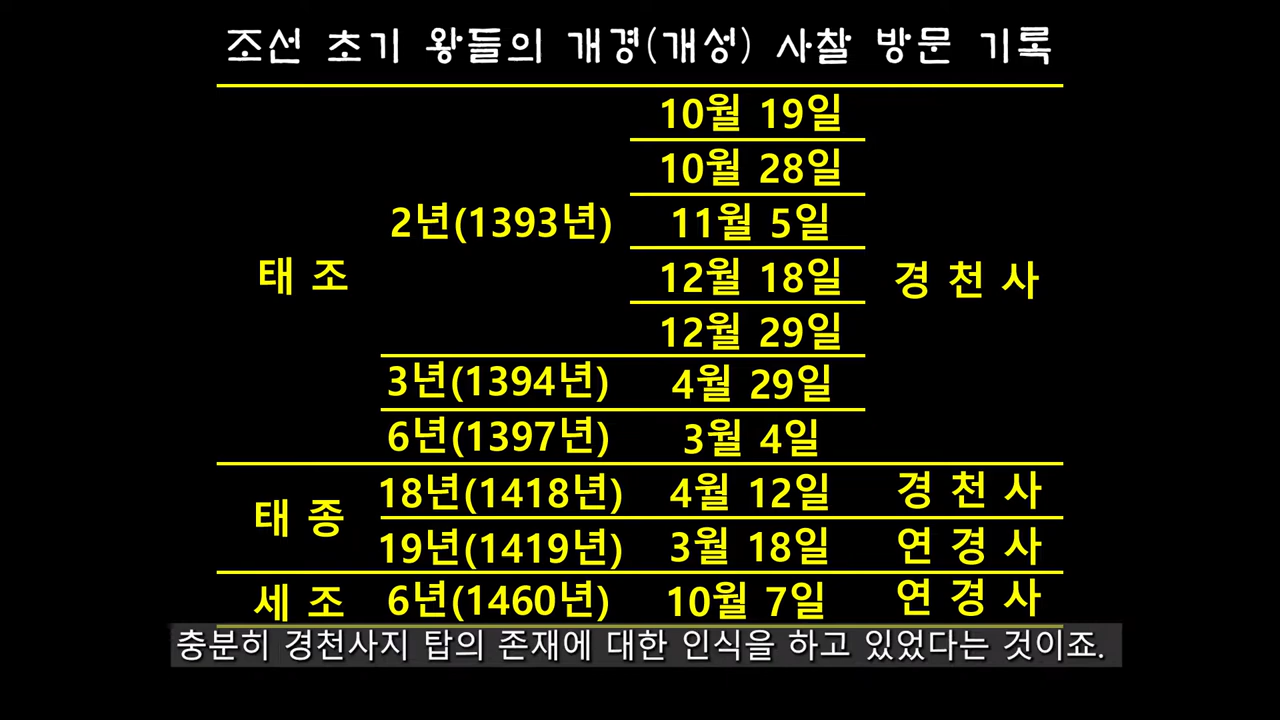 조선 초기 왕들의 개경(개성) 사찰 방문 기록
10월 19일
10월 28일
2년(1393년) 11월 5일
태 조 12월 18일 경 천 사
12월 29일
3년(1394년) 4월 29일
6년(1397년) 3월 4일
태 종 18년(1418년) 4월 12일 경 천 사
19년(1419년) 3월 18일 연 경 사
세 조 6년(1460년) 10월 7일 연 경 사
충분히 경천사지 탑의 존재에 대한 인식을 하고 있었다는 것이죠.